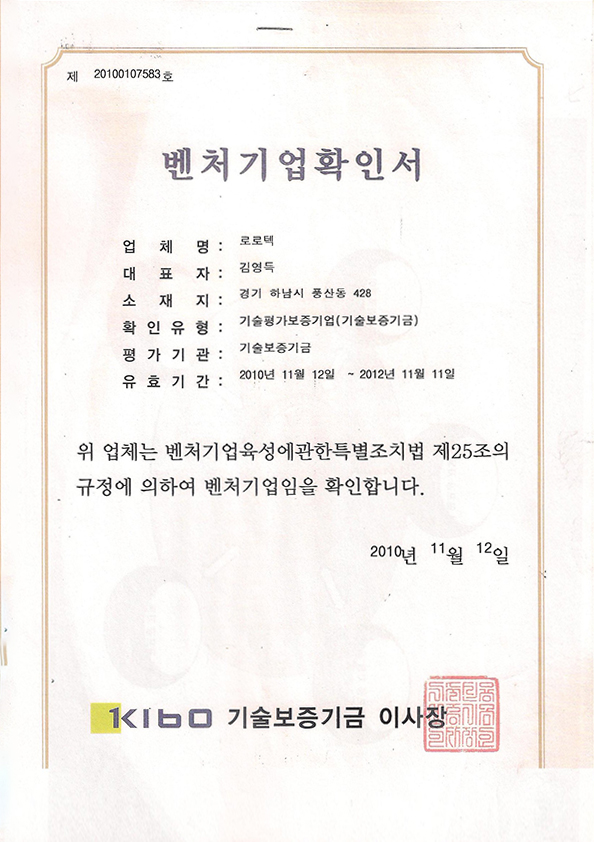 제 20100107583호
벤처기업확인서
업 체 명 : 로로텍
대 표 자 : 김영득
소 재 지 : 경기 하남시 풍산동 428
확 인 유 형 : 기술평가보증기업(기술보증기금)
평 가 기 관 : 기술보증기금
유 효 기 간 : 2010년 11월 12일 ~ 2012년 11월 11일
위 업체는 벤처기업육성에관한특별조치법 제25조의
규정에 의하여 벤처기업임을 확인합니다.
2010년 11월 12일
KIBO 기술보증기금 이사장